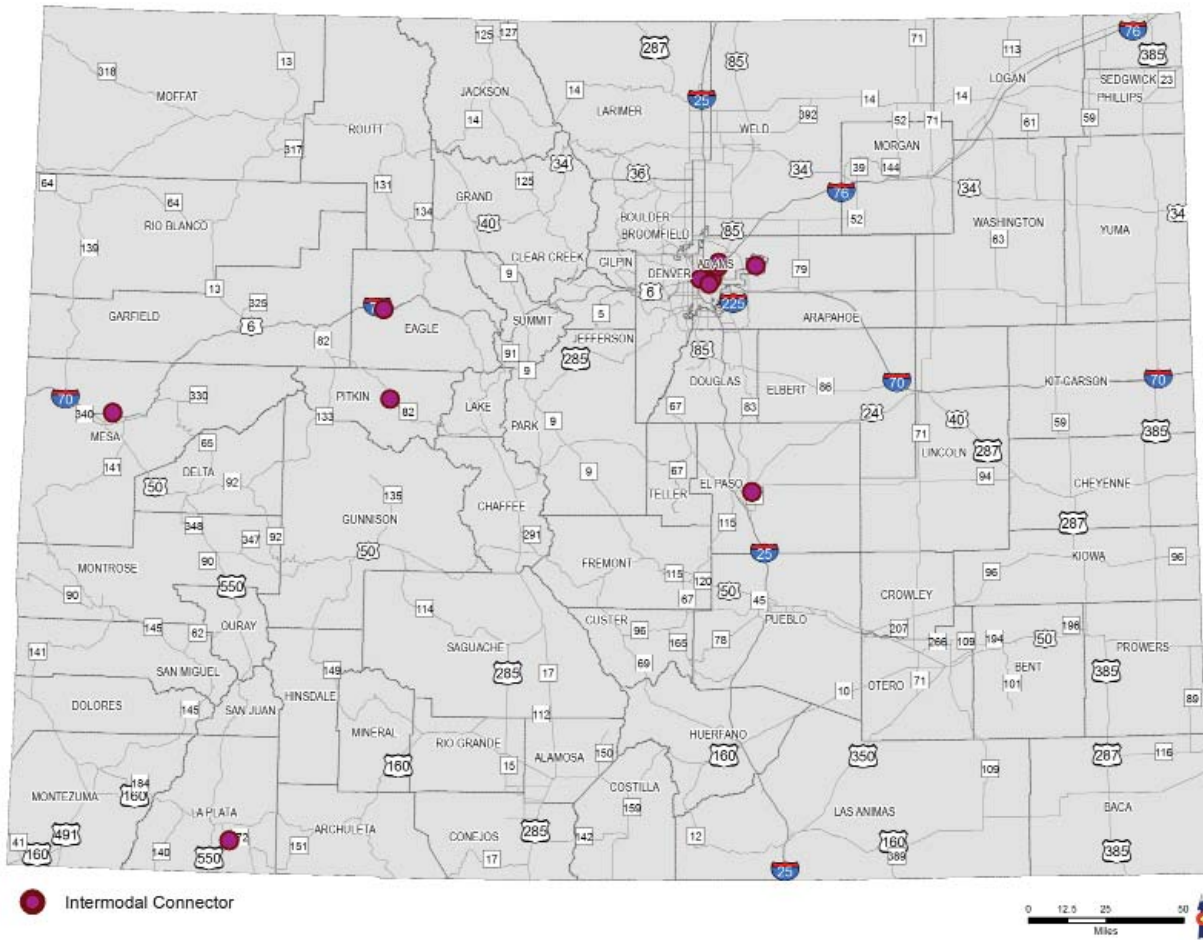 125
127
287
85
71
113
76
385
13
318
MOFFAT
JACKSON
14
LARIMER
25
14
14
LOGAN
SEDGWICK
23
PHILLIPS
ROUTT
14
WELD
392
52
71
61
59
MORGAN
317
34
36
34
39
144
34
64
131
GRAND
125
76
WASHINGTON
YUMA
34
64
RIO BLANCO
134
40
BOULDER
BROOMFIELD
85
52
63
139
CLEAR CREEK
GILPIN
ADAMS
DENVER
79
13
9
6
225
GARFIELD
325
6
EAGLE
SUMMIT
5
ARAPAHOE
82
JEFFERSON
91
285
85
9
DOUGLAS
ELBERT
86
70
KIT CARSON
70
70
330
PITKIN
82
LAKE
340
MESA
133
PARK
9
67
83
24
40
59
385
65
71
LINCOLN
287
141
DELTA
92
50
9
67
TELLER
EL PASO
94
CHEYENNE
135
CHAFFEE
GUNNISON
115
287
348
347
92
291
50
25
KIOWA
96
90
MONTROSE
FREMONT
115
120
96
550
90
67
50
45
CROWLEY
114
CUSTER
PUEBLO
OURAY
145
62
96
165
78
207
266
109
194
50
196
PROWERS
141
SAGUACHE
SAN MIGUEL
149
285
17
69
BENT
385
HINSDALE
OTERO
71
101
10
DOLORES
145
SAN JUAN
112
89
MINERAL
RIO GRANDE
HUERFANO
160
15
ALAMOSA
150
160
350
287
116
184
160
109
MONTEZUMA
COSTILLA
159
BACA
LA PLATA
LAS ANIMAS
491
ARCHULETA
CONEJOS
285
142
12
41
160
140
550
151
17
160
389
385
25
Intermodal Connector
0 12.5 25 50
Miles